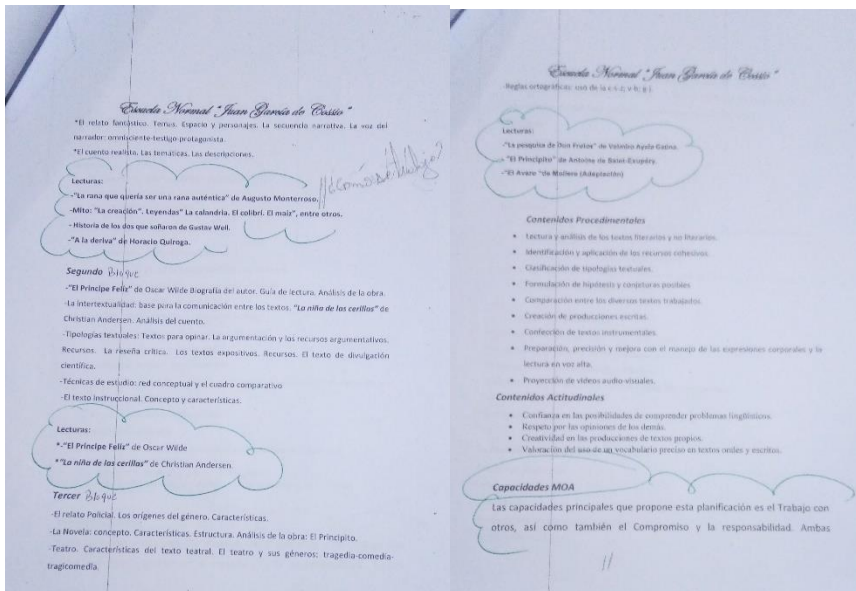 Escuela Normal "Juan García de Cossio"
*El relato fantástico. Temas. Espacio y personajes. La secuencia narrativa. La voz del
narrador: omnisciente-testigo-protagonista.
*El cuento realista. Las temáticas. Las descripciones.
Lecturas:
-"La rana que quería ser una rana auténtica" de Augusto Monterroso.
-Mito: "La creación". Leyendas" La calandria. El colibrí. El maíz", entre otros.
- Historia de los dos que soñaron de Gustav Weil.
-"A la deriva" de Horacio Quiroga.
Segundo Bloque
-"El Príncipe Feliz" de Oscar Wilde Biografía del autor. Guía de lectura. Análisis de la obra.
-La intertextualidad: base para la comunicación entre los textos. "La niña de las cerillas" de
Christian Andersen. Análisis del cuento.
-Tipologías textuales: Textos para opinar. La argumentación y los recursos argumentativos.
Recursos. La reseña crítica. Los textos expositivos. Recursos. El texto de divulgación
científica.
-Técnicas de estudio: red conceptual y el cuadro comparativo
-El texto instruccional. Concepto y características.
Lecturas:
*-"El Príncipe Feliz" de Oscar Wilde
*"La niña de las cerillas" de Christian Andersen.
Tercer Bloque
-El relato Policial. Los orígenes del género. Características.
-La Novela: concepto. Características. Estructura. Análisis de la obra: El Principito.
-Teatro. Características del texto teatral. El teatro y sus géneros: tragedia-comedia-
tragicomedia.
Escuela Normal "Juan García de Cossio"
Reglas ortográficas: uso de la
Lecturas:
-"La pesquisa de Don Frutos" de Velmiro Ayala Gauna.
"El Principito" de Antoine de Saint-Exupéry.
-"El Avaro "de Moliere (Adaptación)
Contenidos Procedimentales
• Lectura y análisis de los textos literarios y no literarios.
• Identificación y aplicación de los recursos cohesivos.
• Clasificación de tipologías textuales.
• Formulación de hipótesis y conjeturas posibles
• Comparación entre los diversos textos trabajados.
• Creación de producciones escritas.
• Confección de textos instrumentales.
• Preparación, precisión y mejora con el manejo de las expresiones corporales y la
lectura en voz alta.
• Proyección de vídeos audio-visuales.
Contenidos Actitudinales
• Confianza en las posibilidades de comprender problemas lingüísticos.
• Respeto por las opiniones de los demás.
• Creatividad en las producciones de textos propios.
• Valoración del uso de un vocabulario preciso en textos orales y escritos.
Capacidades MOA
Las capacidades principales que propone esta planificación es el Trabajo con
otros, así como también el Compromiso y la responsabilidad. Ambas